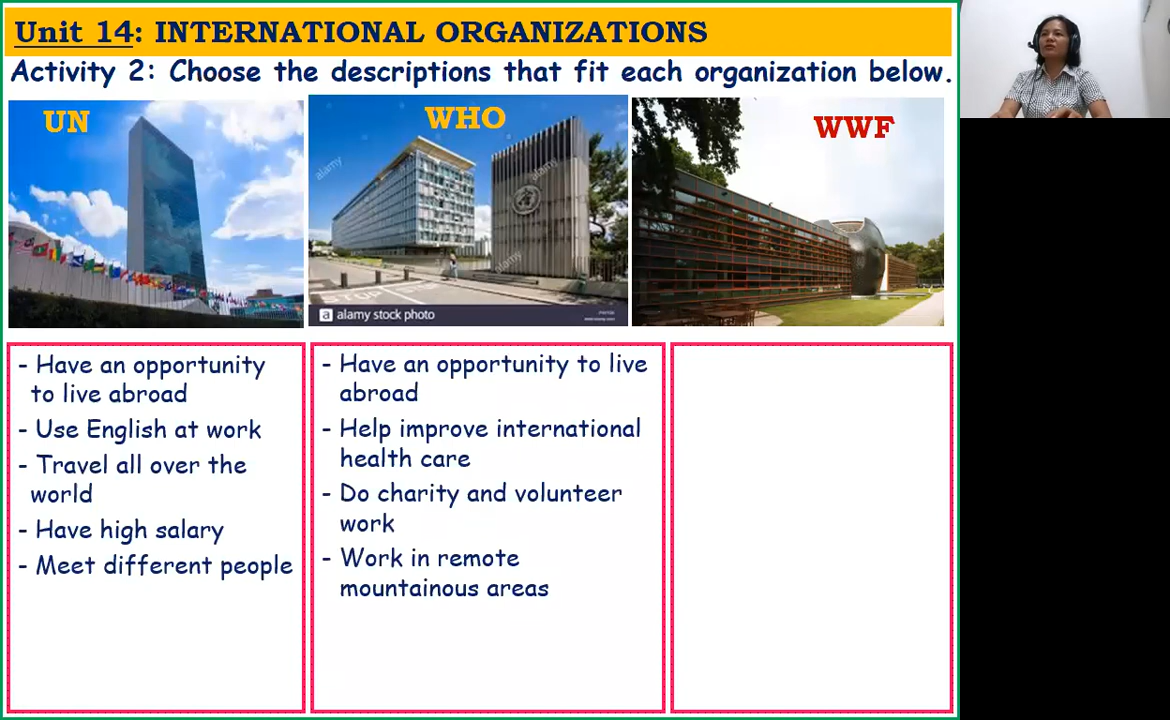 Unit 14: INTERNATIONAL ORGANIZATIONS
Activity 2: Choose the descriptions that fit each organization below.
UN
WHO
WWF
alamy
alamy
alamy
a alamy stock photo
- Have an opportunity
to live abroad
- Use English at work
- Travel all over the
world
- Have high salary
- Meet different people
- Have an opportunity to live
abroad
- Help improve international
health care
- Do charity and volunteer
work
- Work in remote
mountainous areas